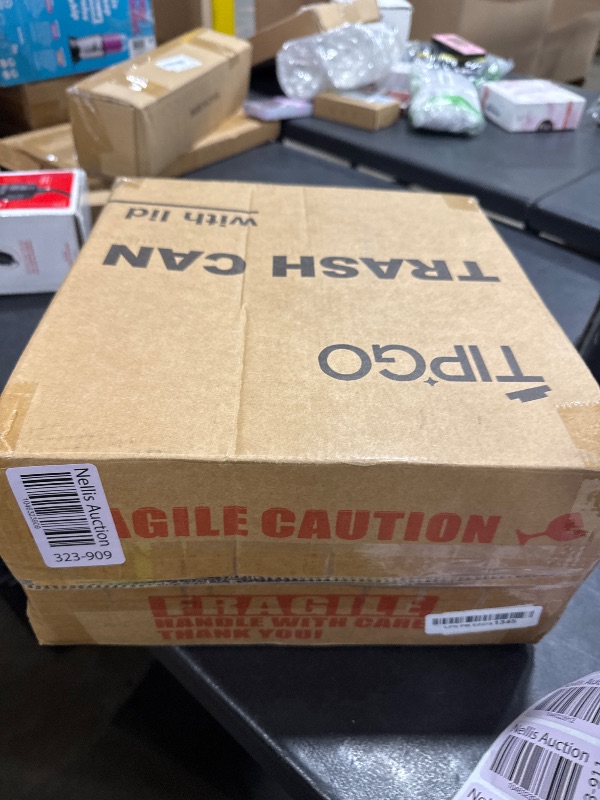 with lid
TRASH CAN
TIPGO
Nellis Auction
323-909
AGILE CAUTION
FRAGILE
HANDLE WITH CARE
THANK YOU!
1345
Nellis Auction